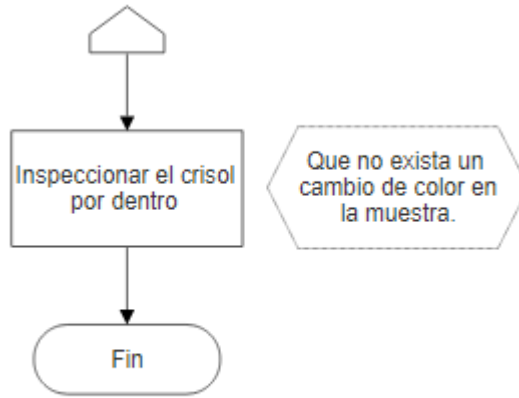 Inspeccionar el crisol
por dentro
Que no exista un
cambio de color en
la muestra.
Fin